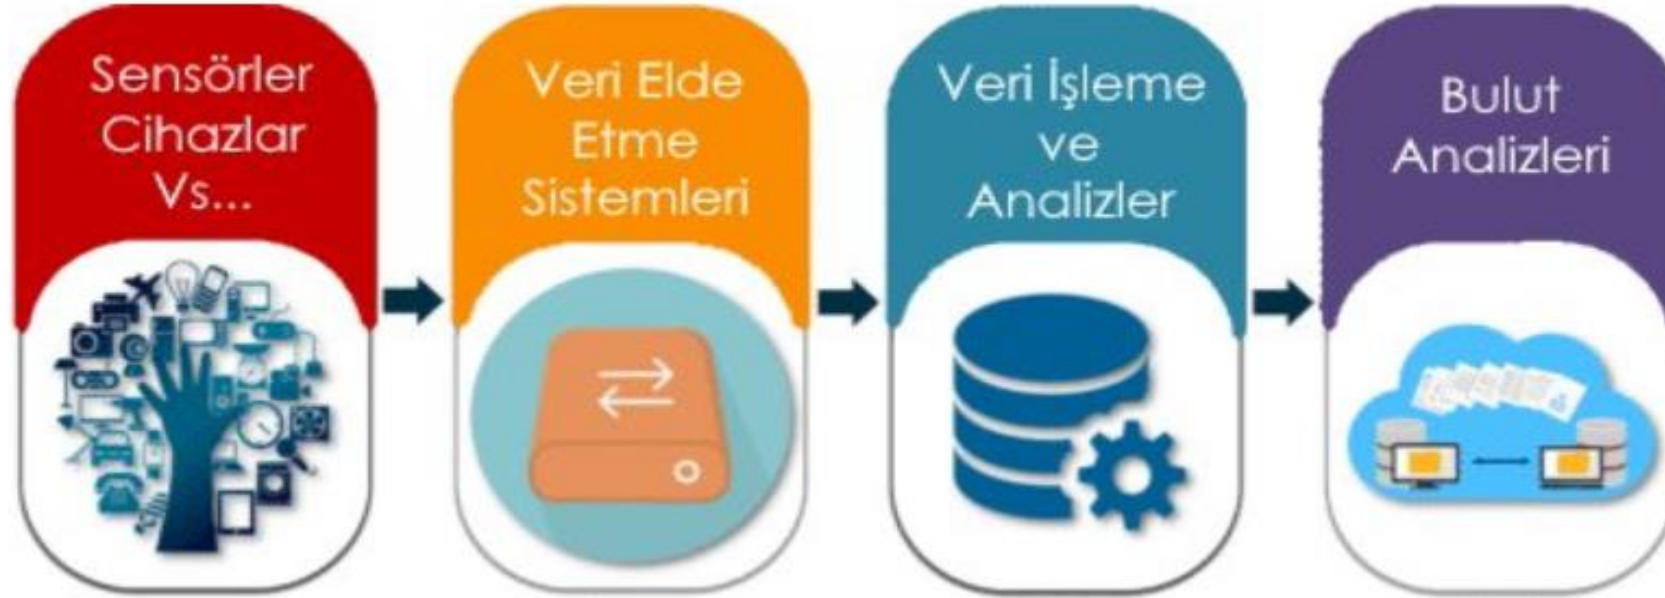 Sensörler
Cihazlar
Vs...
Veri Elde
Etme
Sistemleri
Veri İşleme
ve
Analizler
Bulut
Analizleri